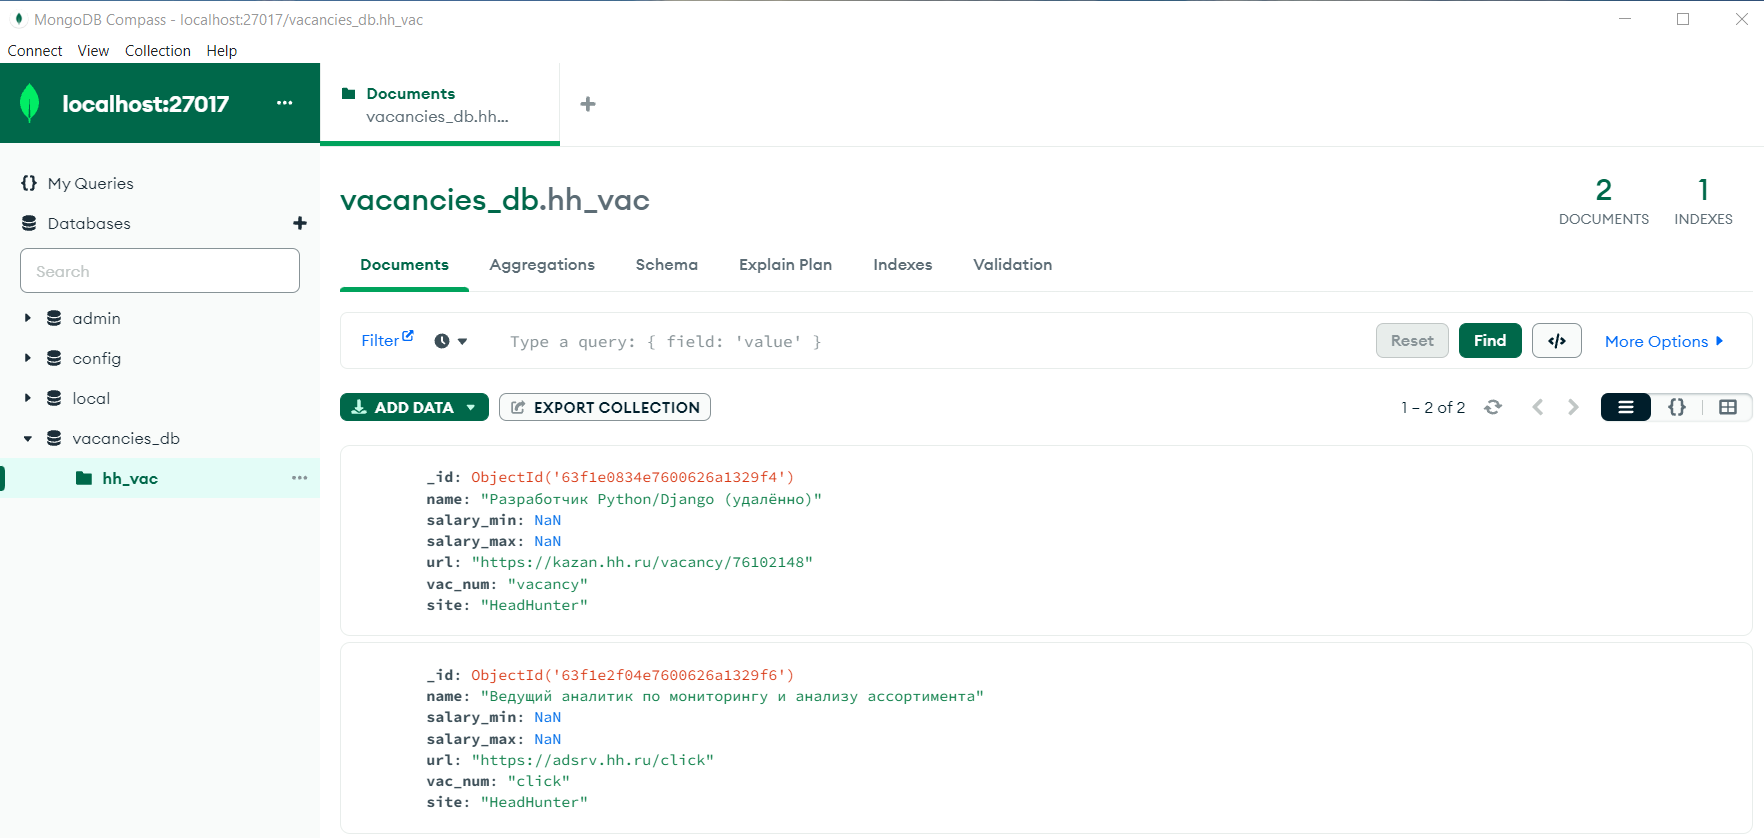 MongoDB Compass - localhost:27017/vacancies_db.hh_vac
Connect View Collection Help
localhost:27017 ...
Documents
vacancies_db.hh...
My Queries
Databases
Search
admin
config
local
vacancies_db
hh_vac
vacancies_db.hh_vac
2
DOCUMENTS
1
INDEXES
Documents Aggregations Schema Explain Plan Indexes Validation
Filter Type a query: { field: 'value' } Reset Find </> More Options
ADD DATA EXPORT COLLECTION 1 – 2 of 2 {}
_id: ObjectId('63f1e0834e7600626a1329f4')
name: "Разработчик Python/Django (удалённо)"
salary_min: NaN
salary_max: NaN
url: "https://kazan.hh.ru/vacancy/76102148"
vac_num: "vacancy"
site: "HeadHunter"
_id: ObjectId('63f1e2f04e7600626a1329f6')
name: "Ведущий аналитик по мониторингу и анализу ассортимента"
salary_min: NaN
salary_max: NaN
url: "https://adsrv.hh.ru/click"
vac_num: "click"
site: "HeadHunter"